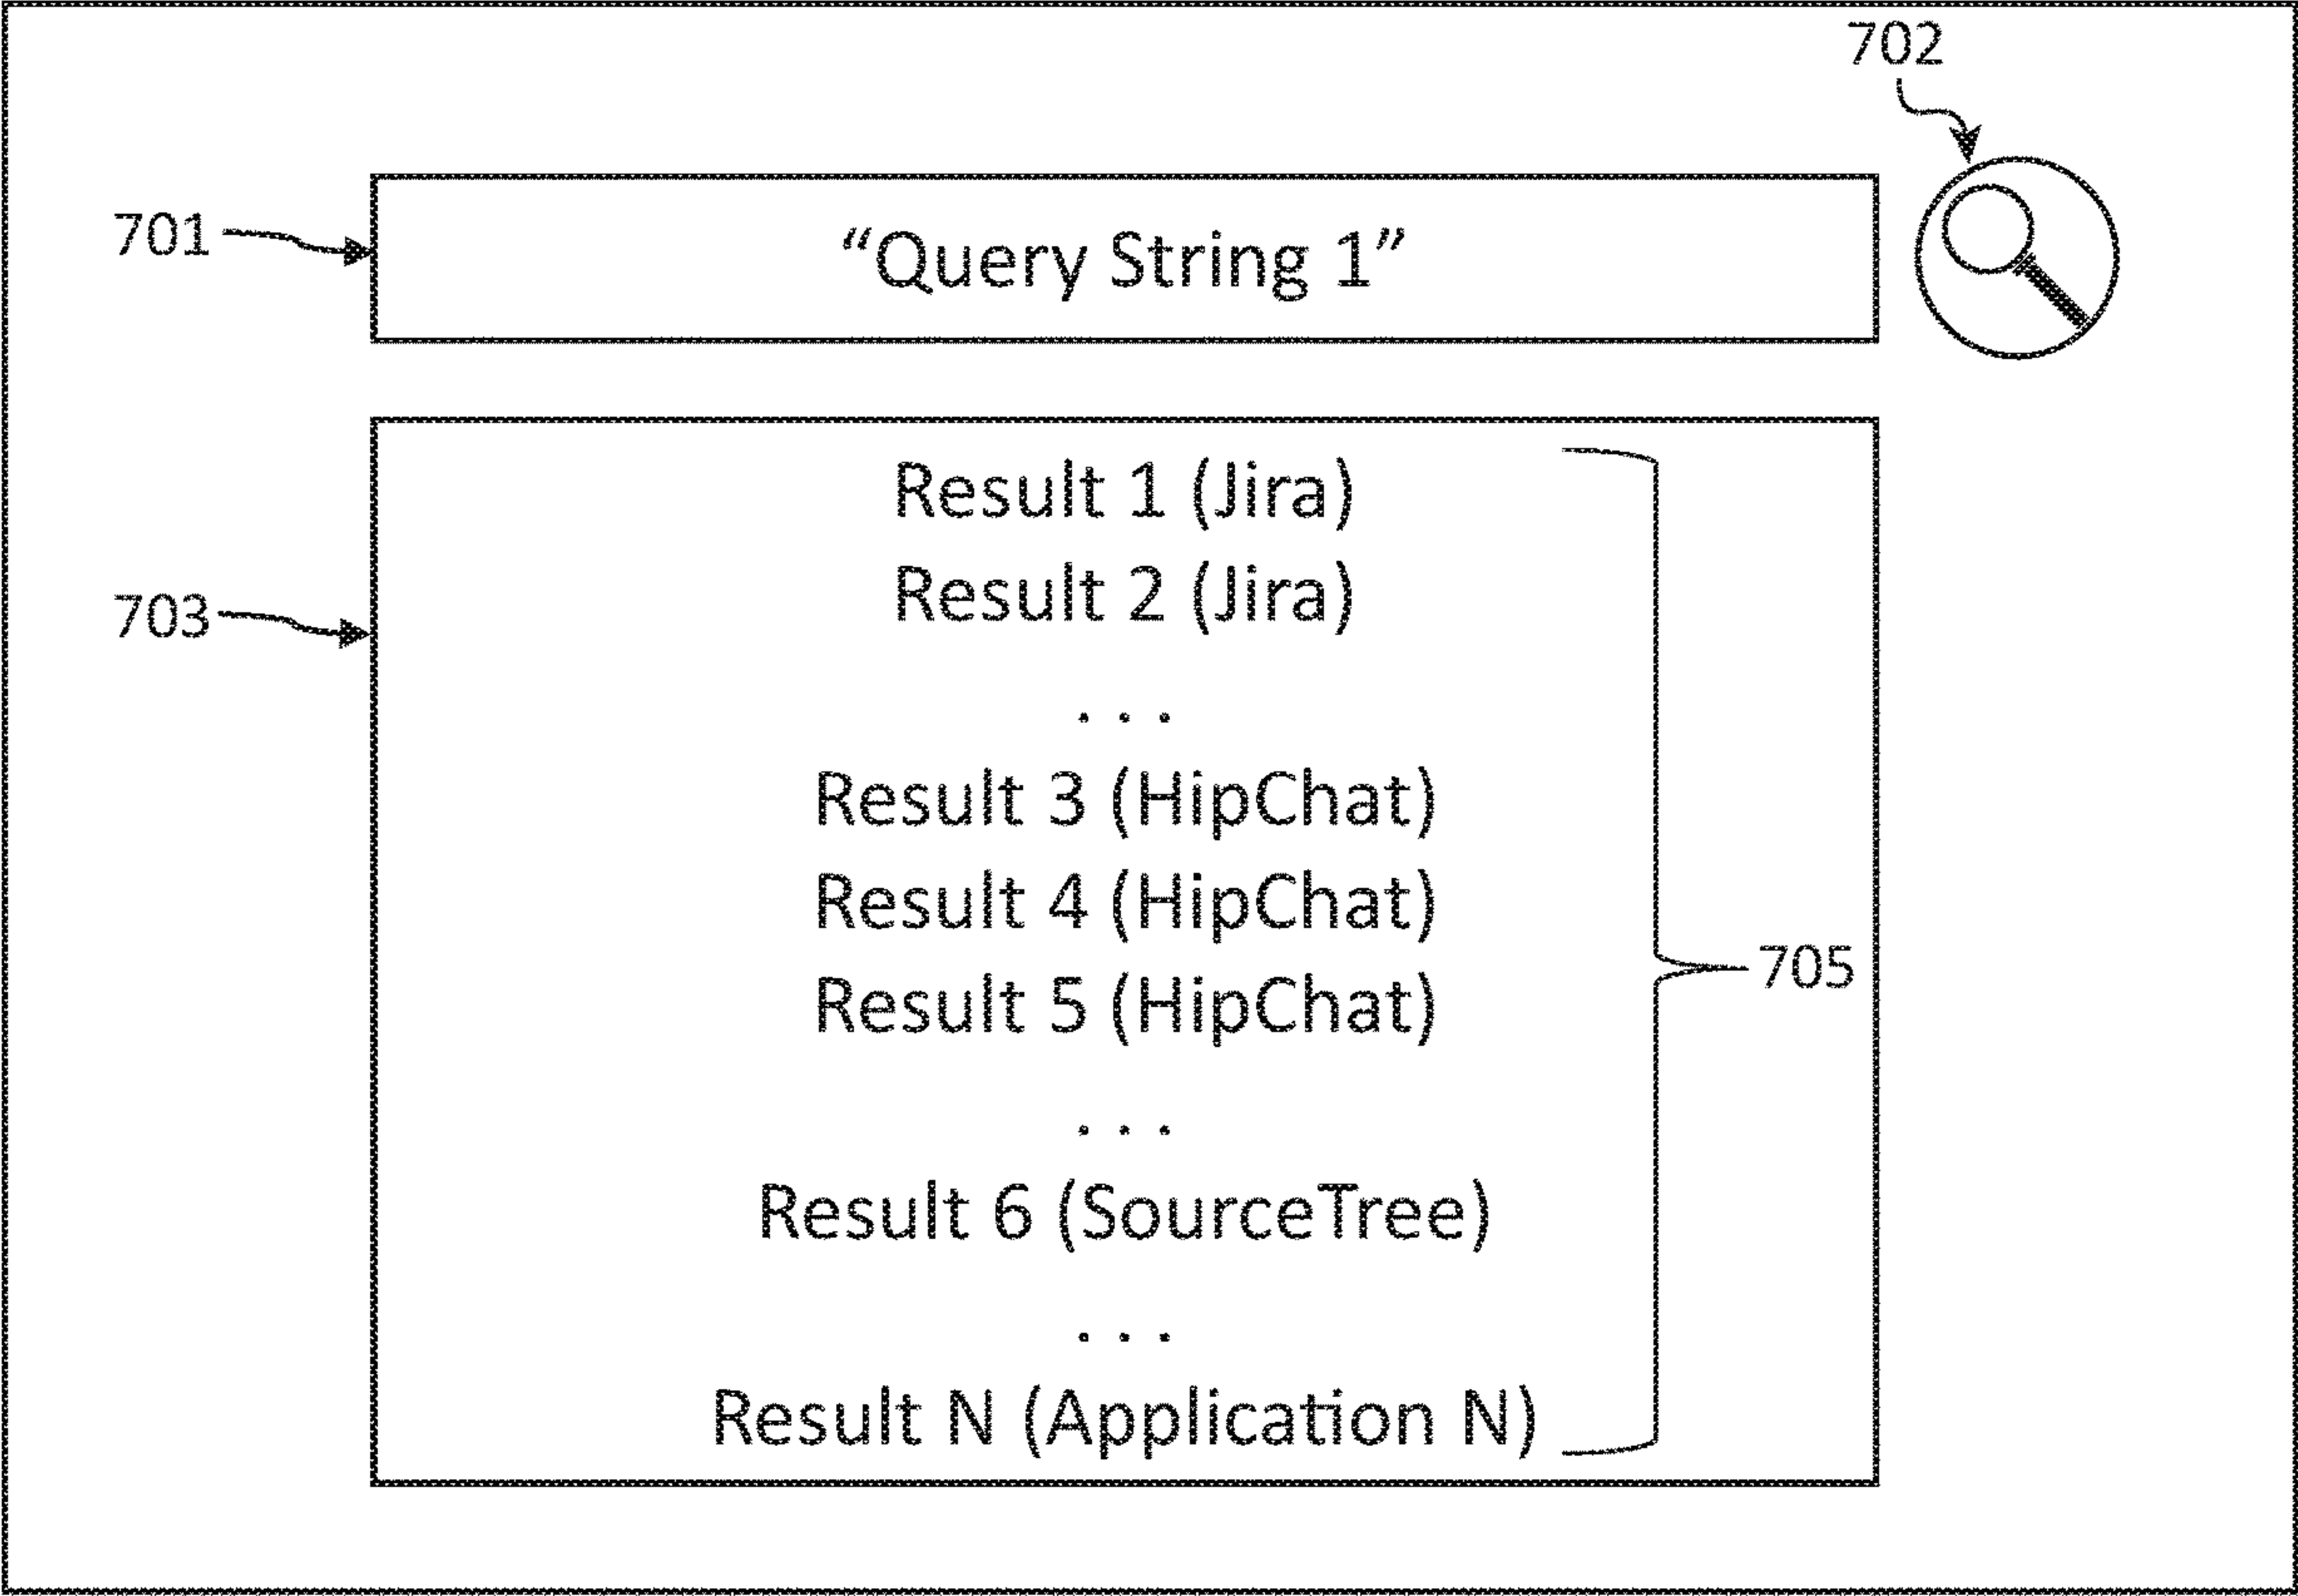 702
701
“Query String 1”
Result 1 (Jira)
Result 2 (Jira)
703
. . .
Result 3 (HipChat)
Result 4 (HipChat)
705
Result 5 (HipChat)
. . .
Result 6 (SourceTree)
. . .
Result N (Application N)